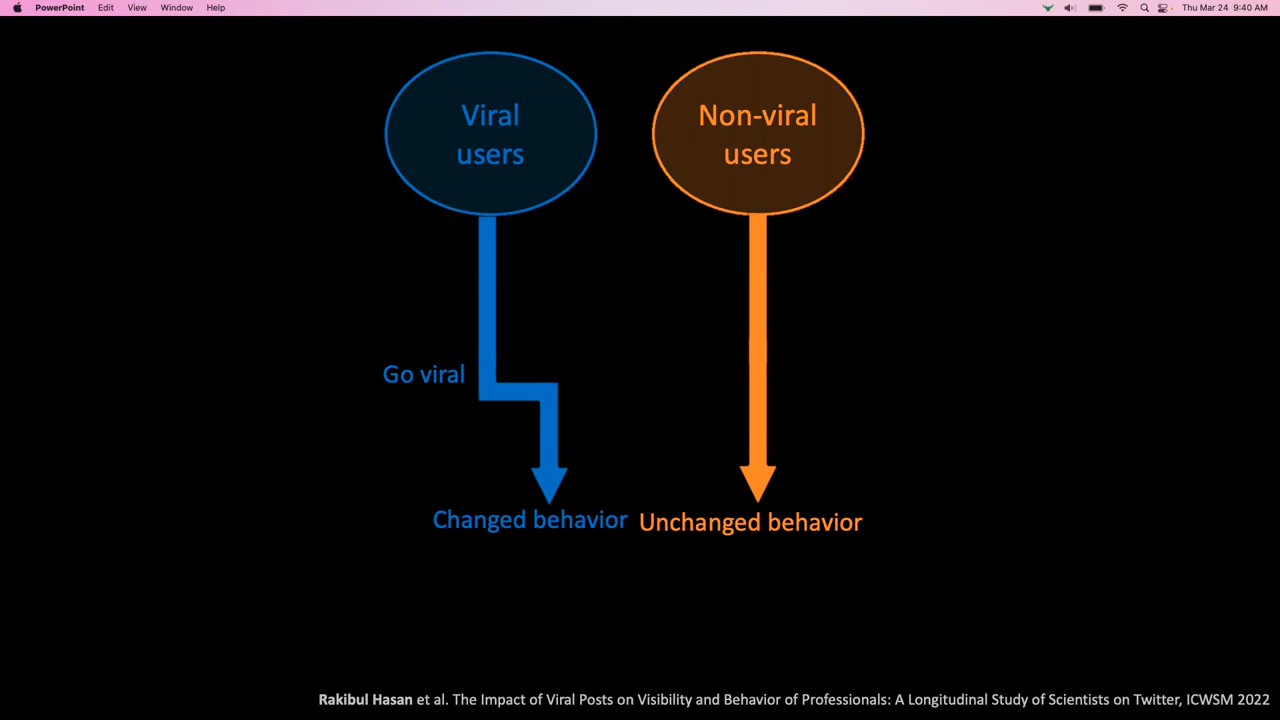 PowerPoint Edit View Window Help Thu Mar 24 9:40 AM
Viral
users
Non-viral
users
Go viral
Changed behavior
Unchanged behavior
Rakibul Hasan et al. The Impact of Viral Posts on Visibility and Behavior of Professionals: A Longitudinal Study of Scientists on Twitter, ICWSM 2022